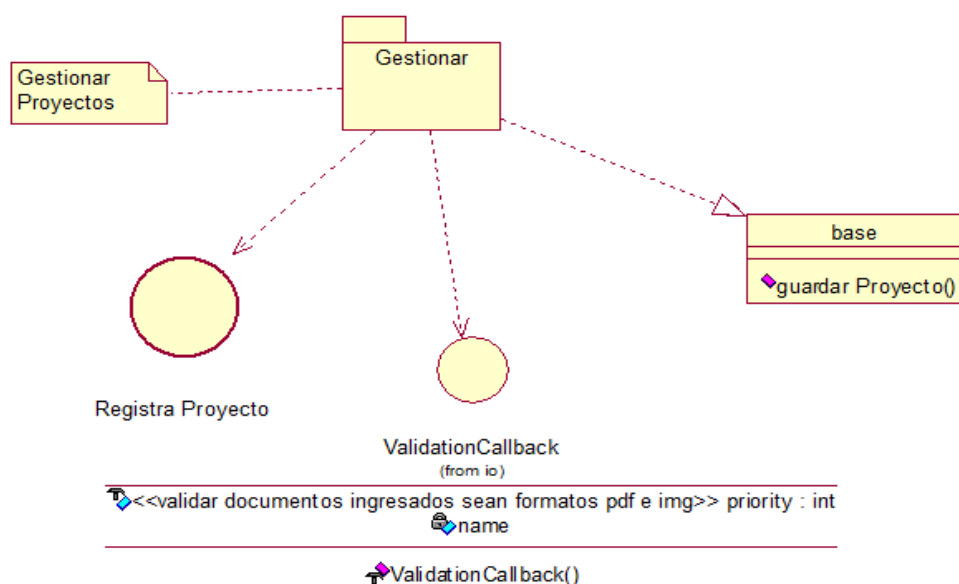 Gestionar
Gestionar
Proyectos
base
guardar Proyecto()
Registra Proyecto
ValidationCallback
(from io)
<<validar documentos ingresados sean formatos pdf e img>> priority : int
name
ValidationCallback()